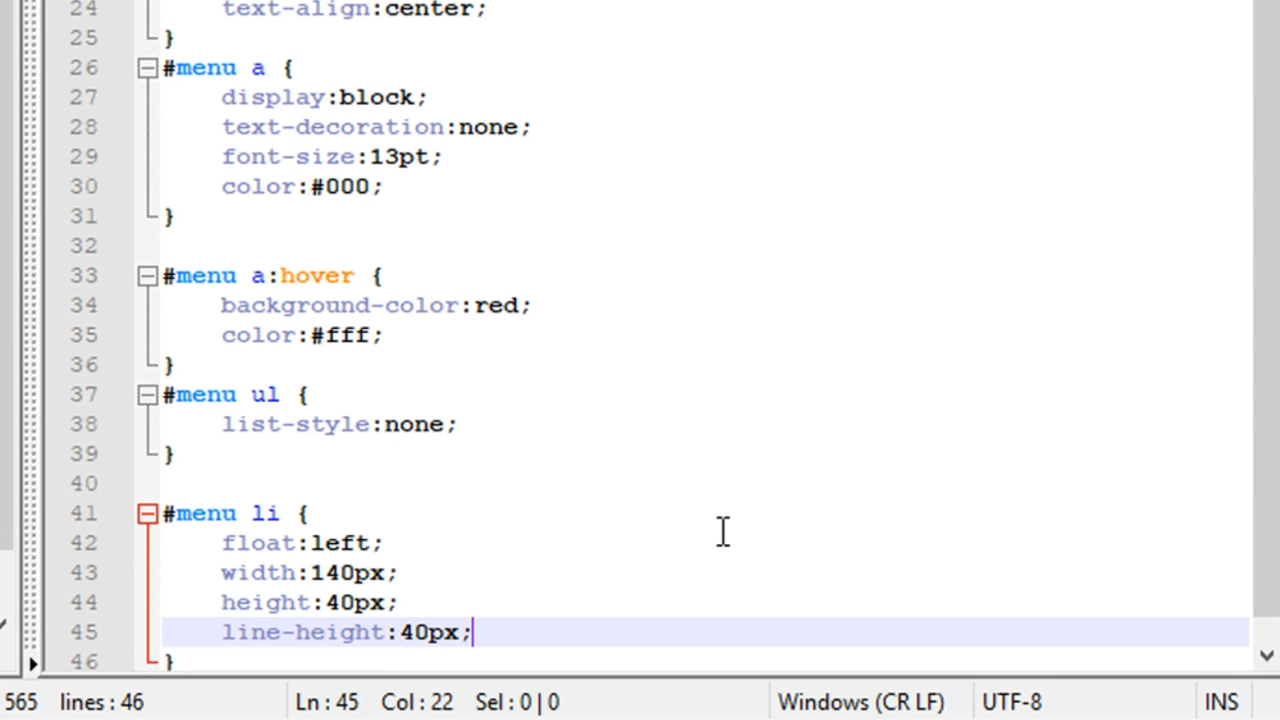 24 text-align:center;
25 }
26 #menu a {
27 display:block;
28 text-decoration:none;
29 font-size:13pt;
30 color:#000;
31 }
32
33 #menu a:hover {
34 background-color:red;
35 color:#fff;
36 }
37 #menu ul {
38 list-style:none;
39 }
40
41 #menu li {
42 float:left;
43 width:140px;
44 height:40px;
45 line-height:40px;
46 }
565 lines : 46 Ln : 45 Col : 22 Sel : 0 | 0 Windows (CR LF) UTF-8 INS